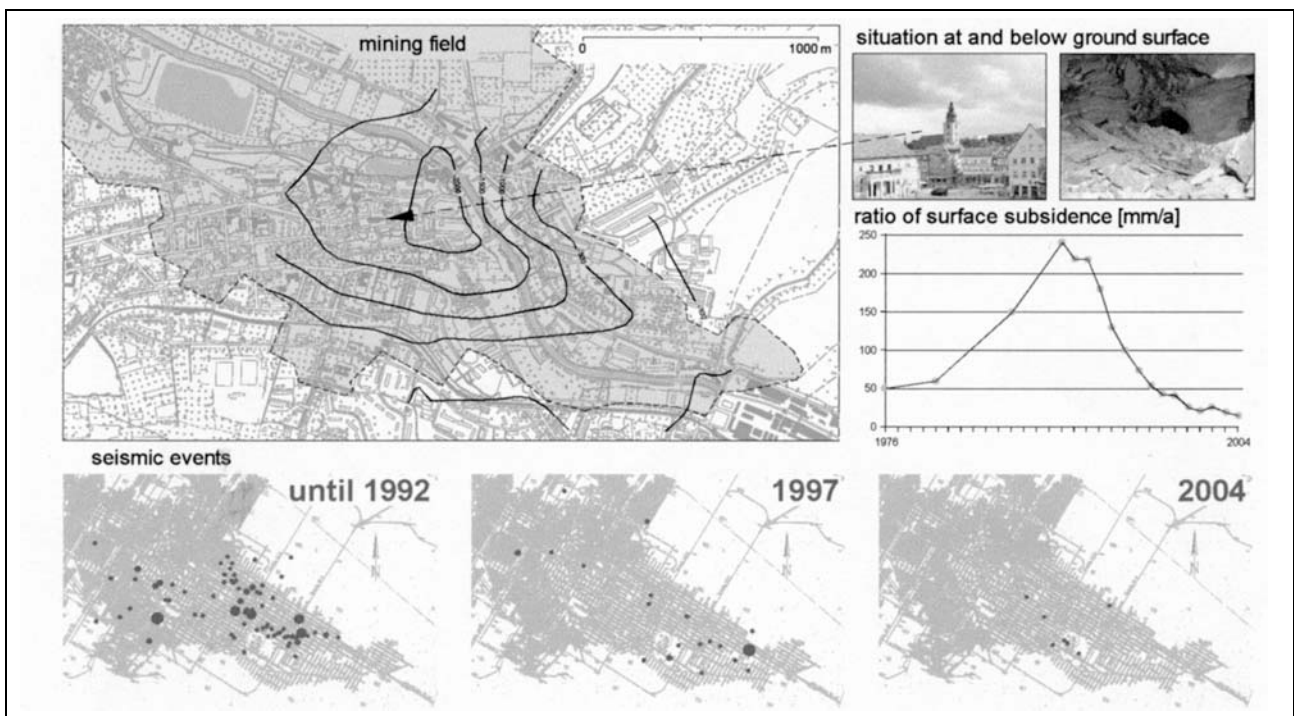 mining field
0
1000 m
situation at and below ground surface
ratio of surface subsidence [mm/a]
250
200
150
100
50
0
1976
2004
seismic events
until 1992
1997
2004
N
N
N